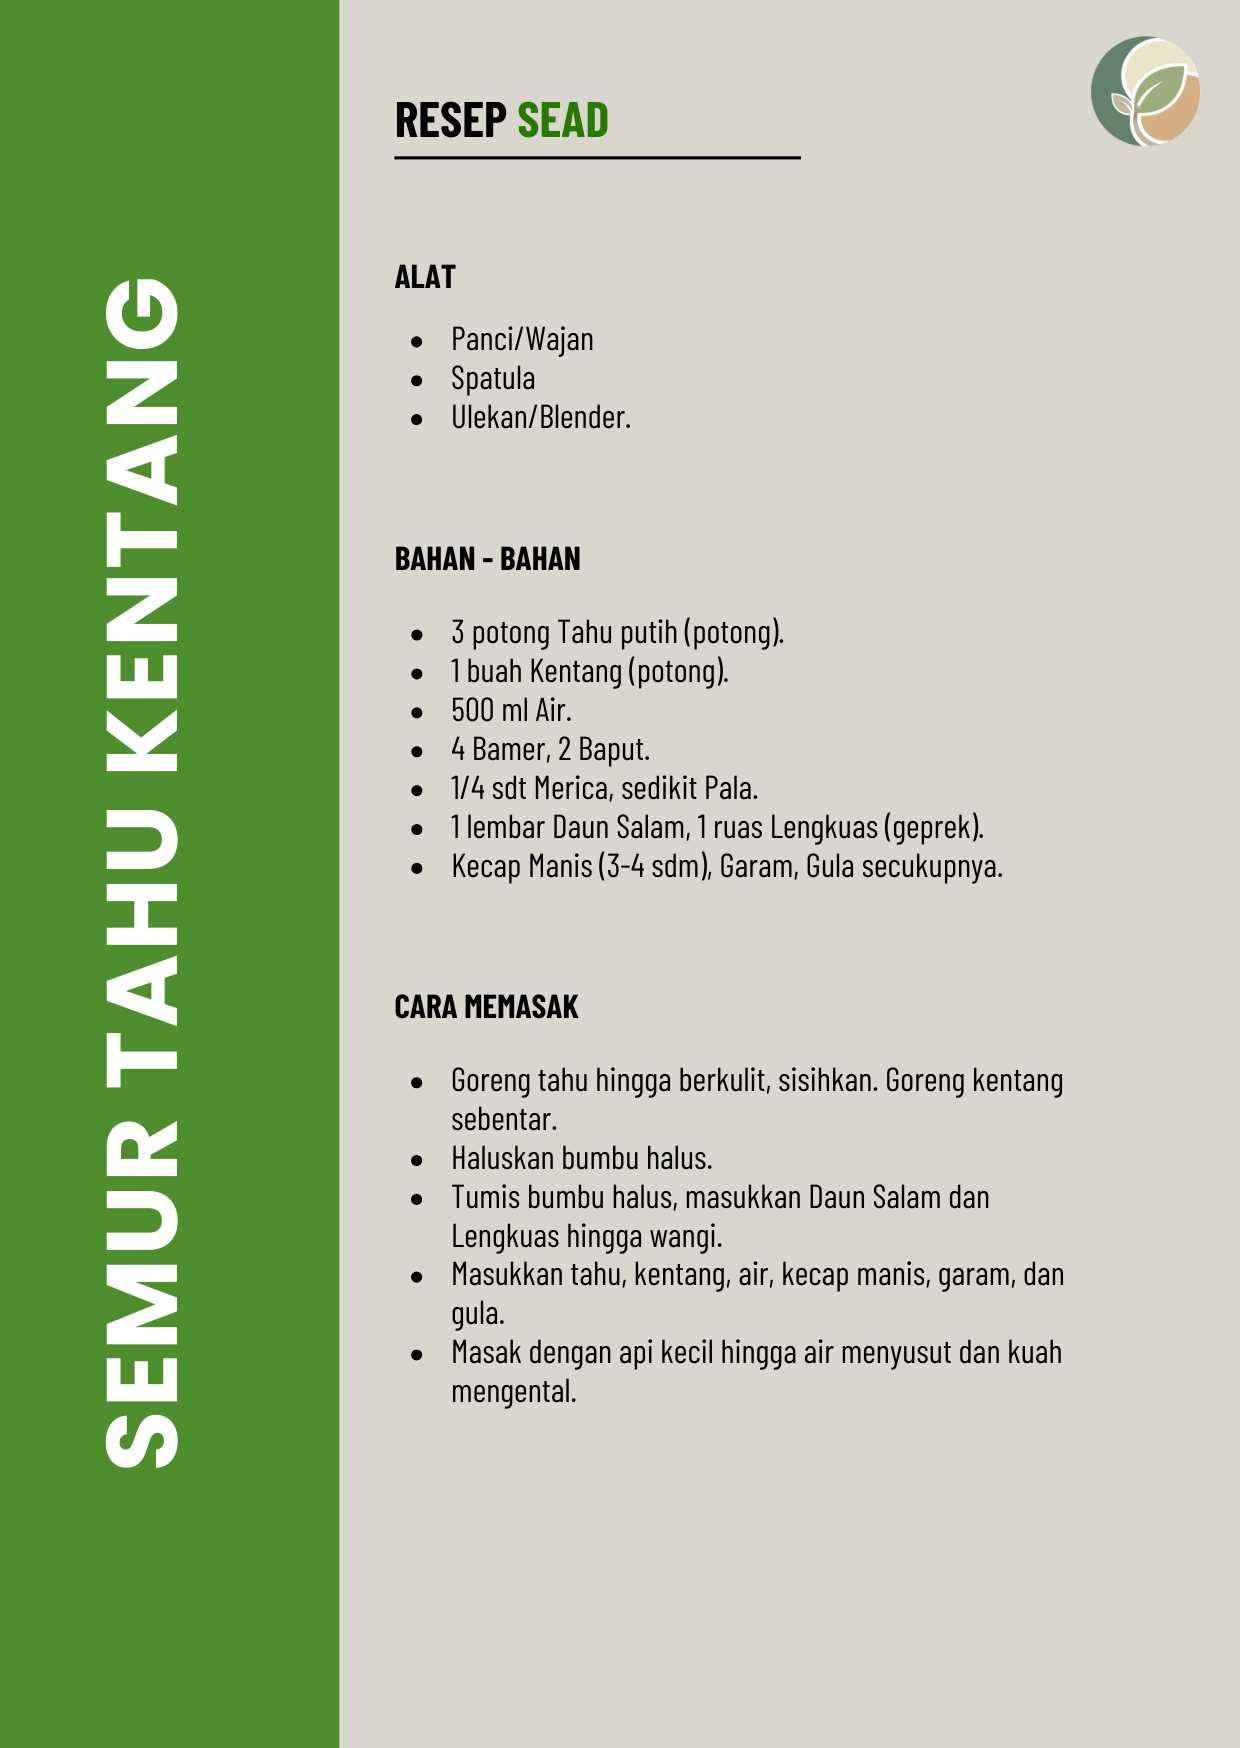 SEMUR TAHU KENTANG
RESEP SEAD
ALAT
• Panci/Wajan
• Spatula
• Ulekan/Blender.
BAHAN - BAHAN
• 3 potong Tahu putih (potong).
• 1 buah Kentang (potong).
• 500 ml Air.
• 4 Bamer, 2 Baput.
• 1/4 sdt Merica, sedikit Pala.
• 1 lembar Daun Salam, 1 ruas Lengkuas (geprek).
• Kecap Manis (3-4 sdm), Garam, Gula secukupnya.
CARA MEMASAK
• Goreng tahu hingga berkulit, sisihkan. Goreng kentang
sebentar.
• Haluskan bumbu halus.
• Tumis bumbu halus, masukkan Daun Salam dan
Lengkuas hingga wangi.
• Masukkan tahu, kentang, air, kecap manis, garam, dan
gula.
• Masak dengan api kecil hingga air menyusut dan kuah
mengental.